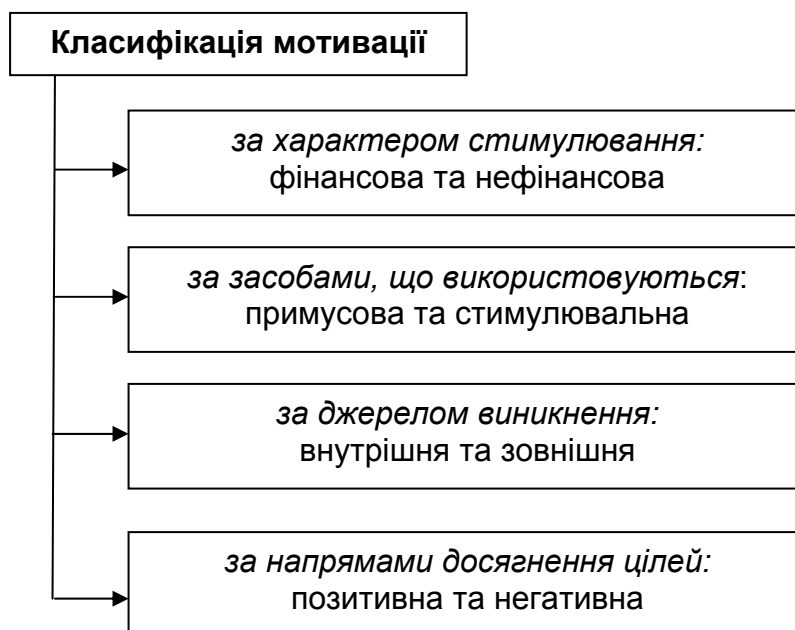 Класифікація мотивації
за характером стимулювання:
фінансова та нефінансова
за засобами, що використовуються:
примусова та стимулювальна
за джерелом виникнення:
внутрішня та зовнішня
за напрямами досягнення цілей:
позитивна та негативна